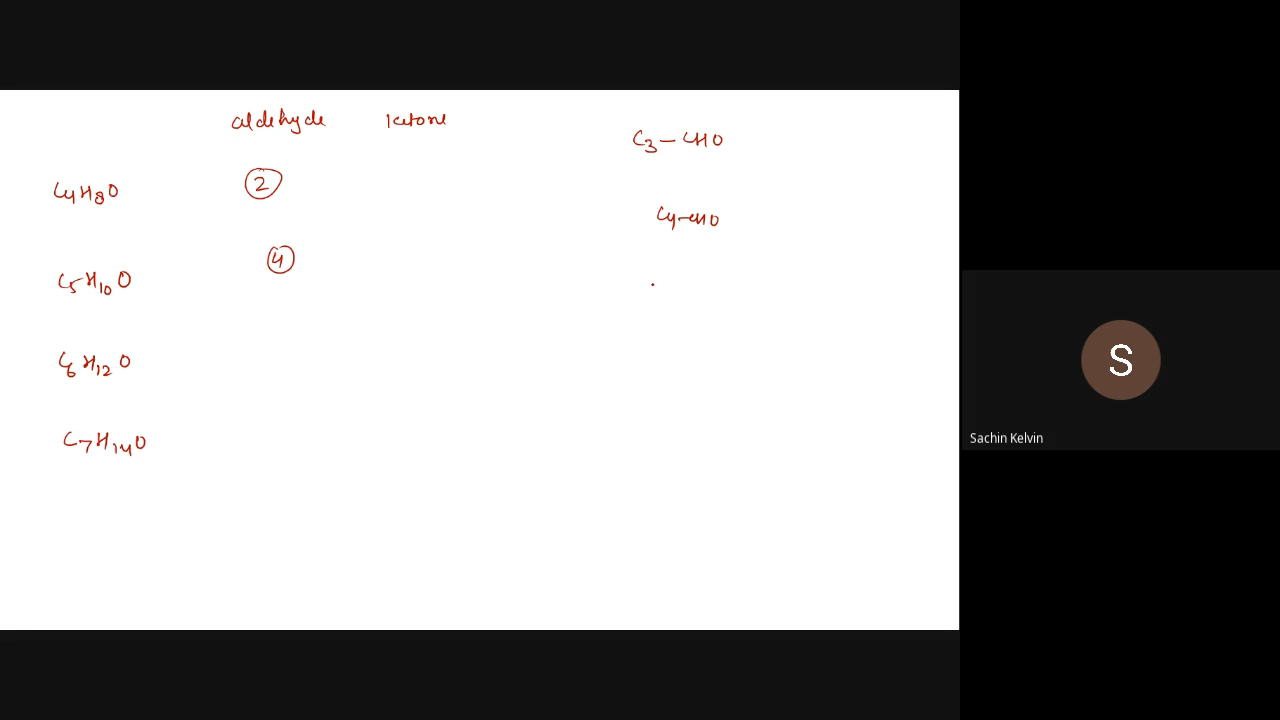 aldehyde ketone
C3 – CHO
C4H8O 2
C4–CHO
4
C5H10O
C6H12O
C7H14O
S
Sachin Kelvin